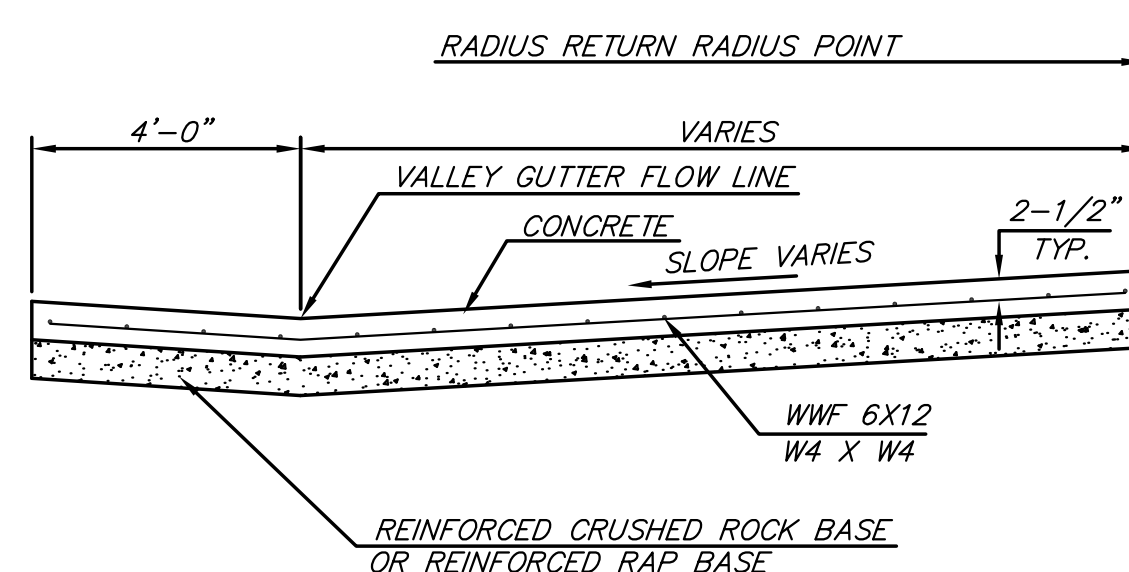 RADIUS RETURN RADIUS POINT
4'-0"
VARIES
VALLEY GUTTER FLOW LINE
CONCRETE
SLOPE VARIES
2-1/2"
TYP.
WWF 6X12
W4 X W4
REINFORCED CRUSHED ROCK BASE
OR REINFORCED RAP BASE